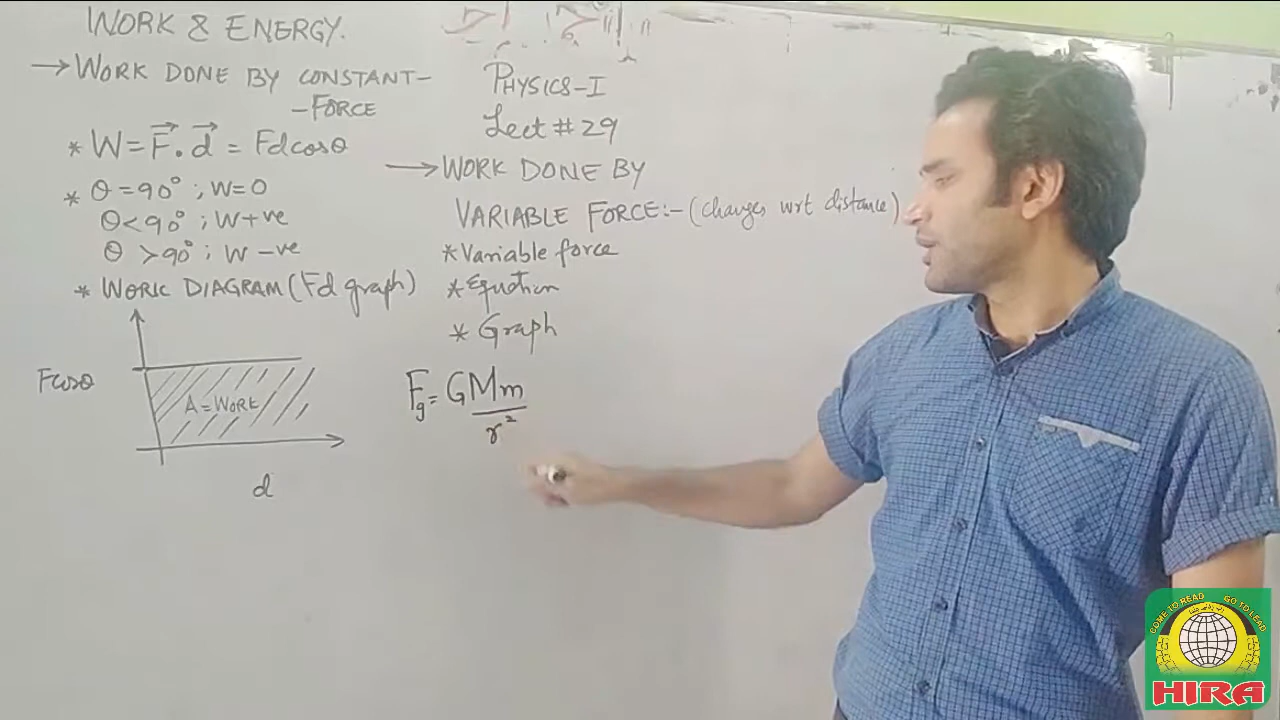 WORK & ENERGY.
→ WORK DONE BY CONSTANT-
-FORCE
* W = F⃗ . d⃗ = Fdcosθ
* θ = 90° ; W=0
θ < 90° ; W +ve
θ > 90° ; W -ve
* WORK DIAGRAM (Fd graph)
Fcosθ
A = WORK
d
PHYSICS-I
Lect # 29
→ WORK DONE BY
VARIABLE FORCE:- (changes wrt distance)
* Variable force
* Equation
* Graph
Fg = GMm
r²
COME TO READ GO TO LEAD
HIRA